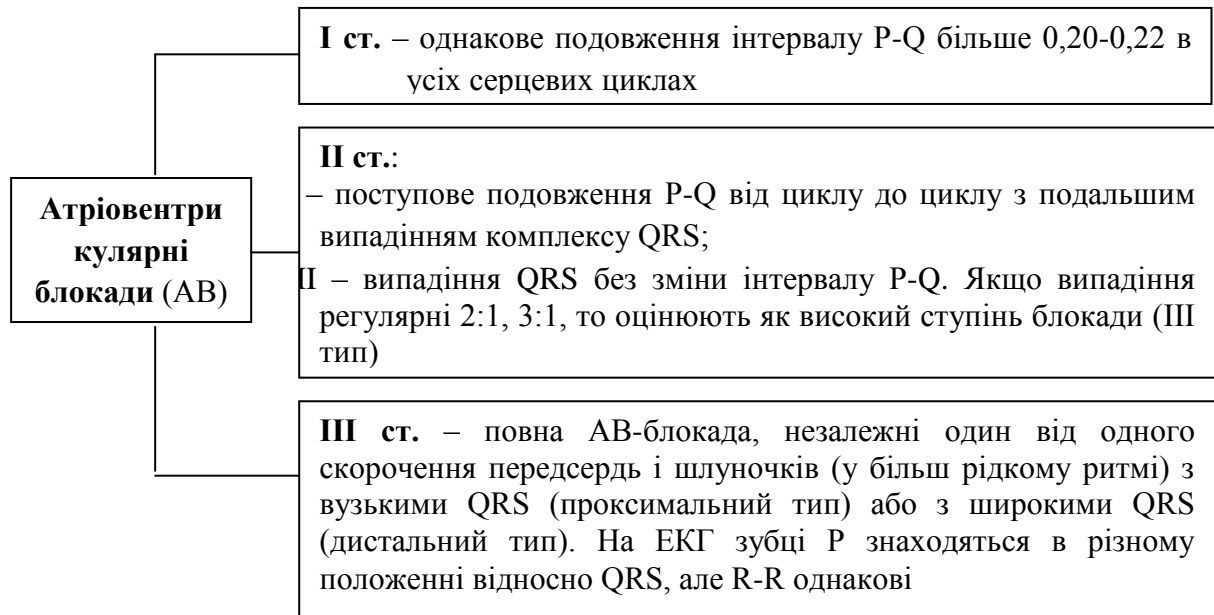 І ст. – однакове подовження інтервалу P-Q більше 0,20-0,22 в
усіх серцевих циклах
ІІ ст.:
– поступове подовження P-Q від циклу до циклу з подальшим
випадінням комплексу QRS;
ІІ – випадіння QRS без зміни інтервалу P-Q. Якщо випадіння
регулярні 2:1, 3:1, то оцінюють як високий ступінь блокади (ІІІ
тип)
Атріовентри
кулярні
блокади (АВ)
ІІІ ст. – повна АВ-блокада, незалежні один від одного
скорочення передсердь і шлуночків (у більш рідкому ритмі) з
вузькими QRS (проксимальний тип) або з широкими QRS
(дистальний тип). На ЕКГ зубці Р знаходяться в різному
положенні відносно QRS, але R-R однакові